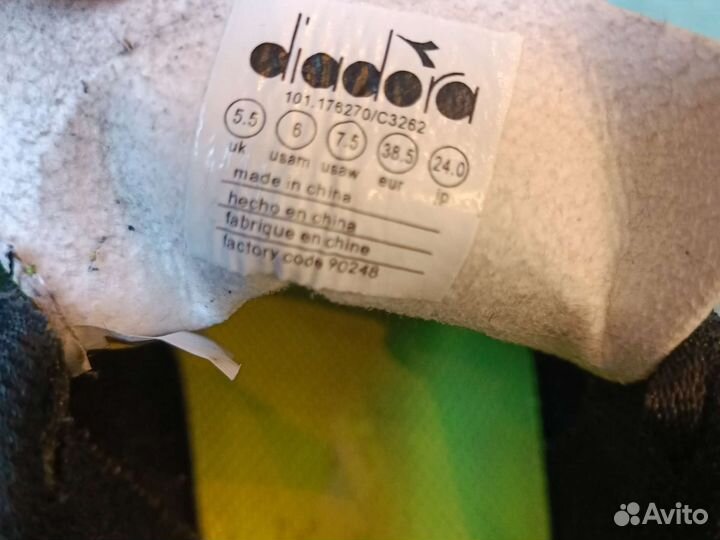 diadora
101.176270/C3262
5.5 6 7.5 38.5 24.0
uk usam usaw eur jp
made in china
hecho en china
fabrique en chine
factory code 90248
Avito